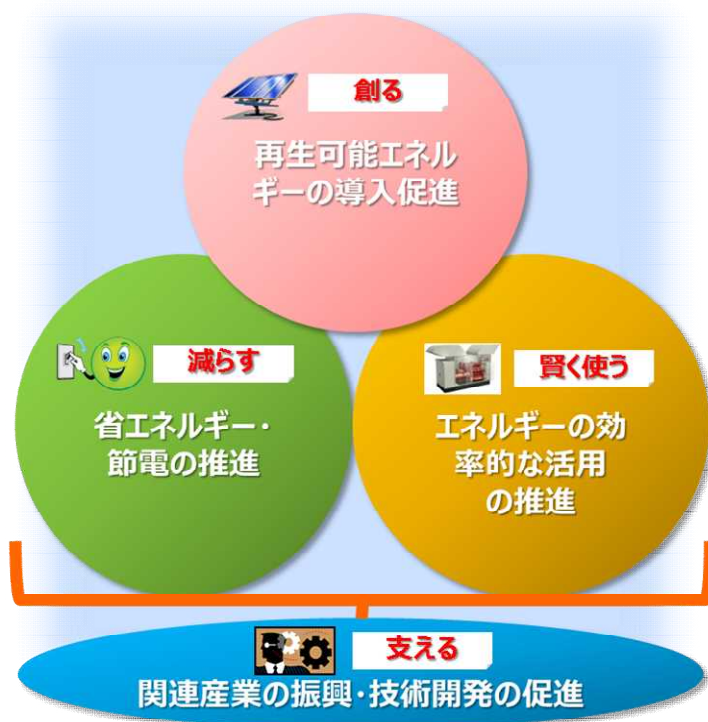 創る
再生可能エネル
ギーの導入促進
減らす
省エネルギー・
節電の推進
賢く使う
エネルギーの効
率的な活用
の推進
支える
関連産業の振興・技術開発の促進